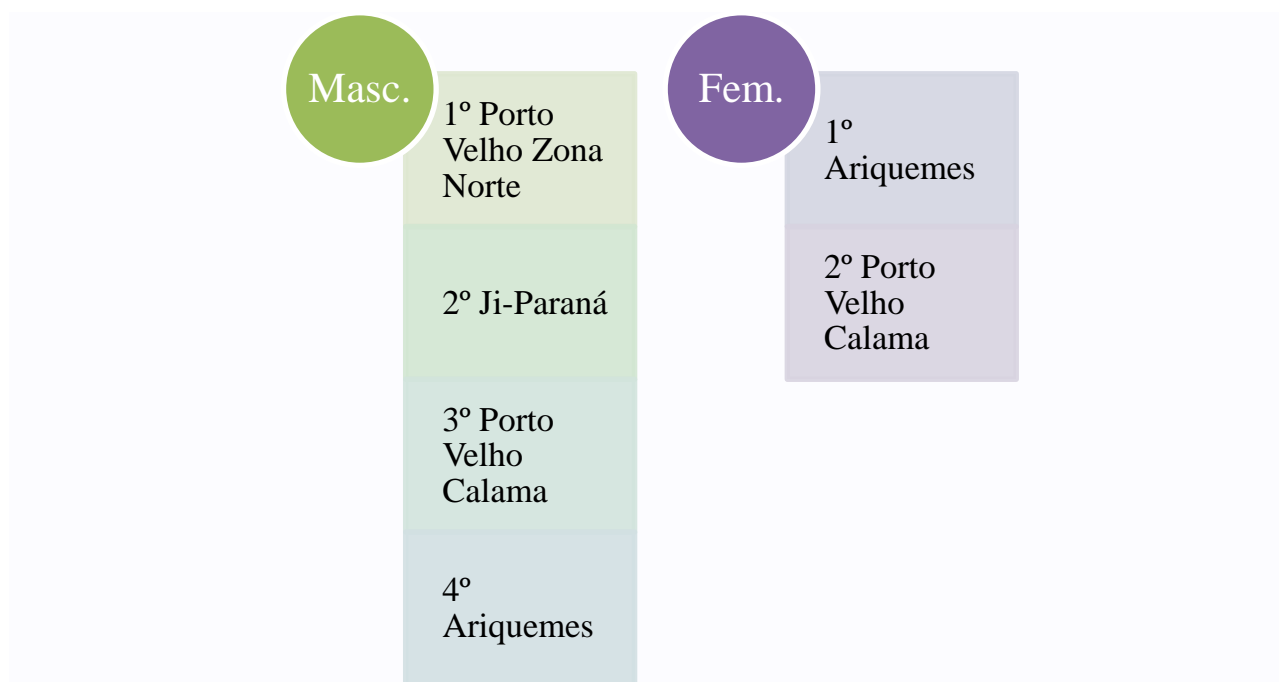 Masc.
1º Porto
Velho Zona
Norte
2º Ji-Paraná
3º Porto
Velho
Calama
4º
Ariquemes
Fem.
1º
Ariquemes
2º Porto
Velho
Calama